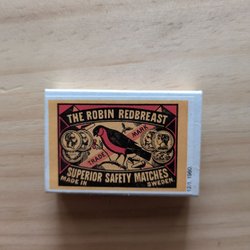 THE ROBIN REDBREAST
TRADE MARK
SUPERIOR SAFETY MATCHES
MADE IN SWEDEN.